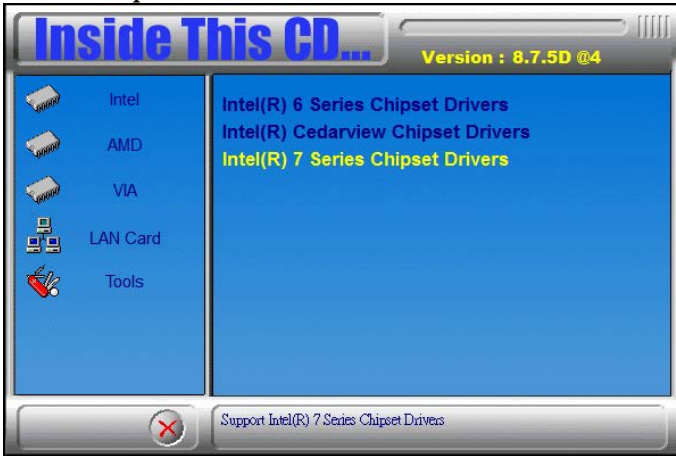 Inside This CD...
Version : 8.7.5D @4
Intel
AMD
VIA
LAN Card
Tools
Intel(R) 6 Series Chipset Drivers
Intel(R) Cedarview Chipset Drivers
Intel(R) 7 Series Chipset Drivers
Support Intel(R) 7 Series Chipset Drivers